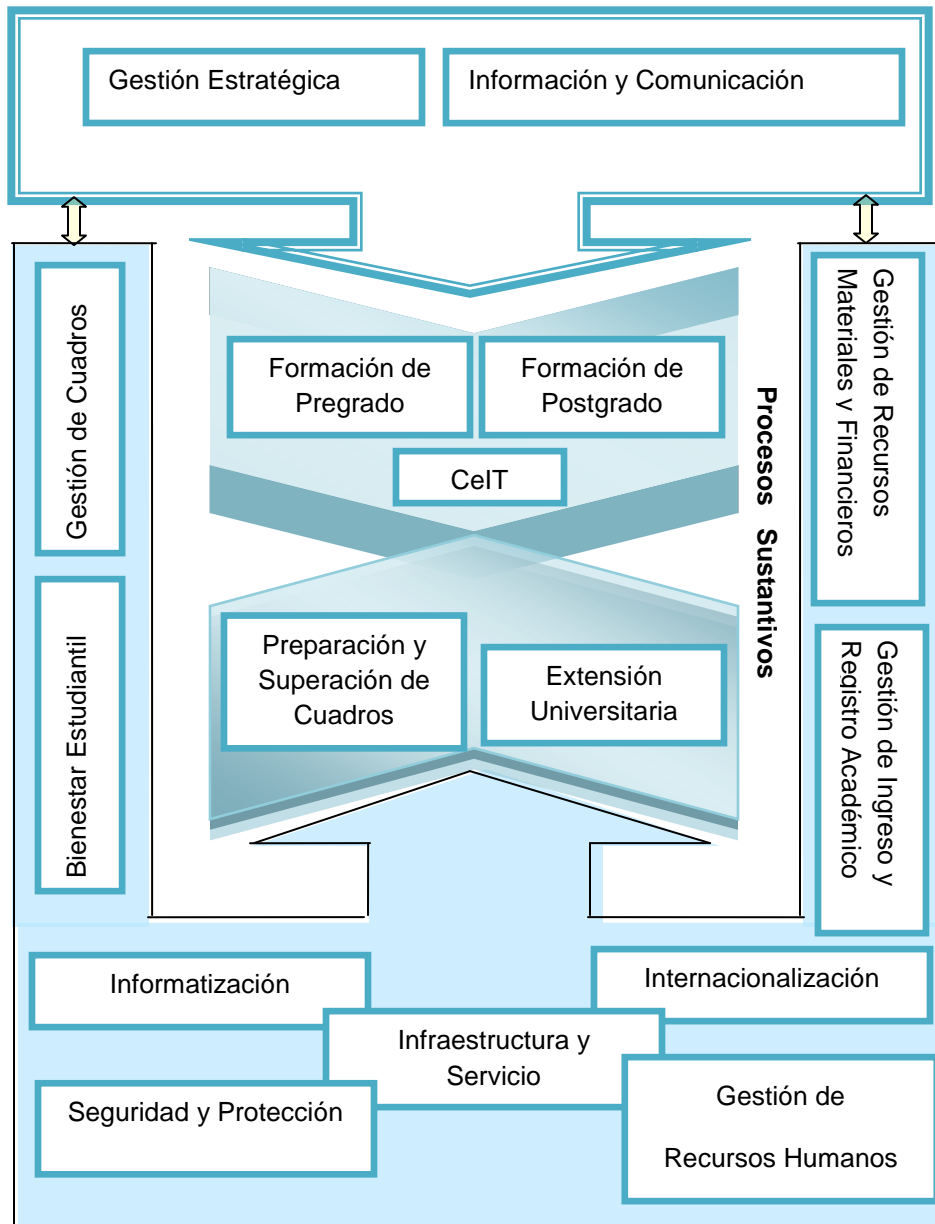 Gestión Estratégica
Información y Comunicación
Gestión de Cuadros
Bienestar Estudiantil
Formación de
Pregrado
Formación de
Postgrado
CeIT
Preparación y
Superación de
Cuadros
Extensión
Universitaria
Procesos Sustantivos
Gestión de Recursos
Materiales y Financieros
Gestión de Ingreso y
Registro Académico
Informatización
Internacionalización
Infraestructura y
Servicio
Seguridad y Protección
Gestión de
Recursos Humanos